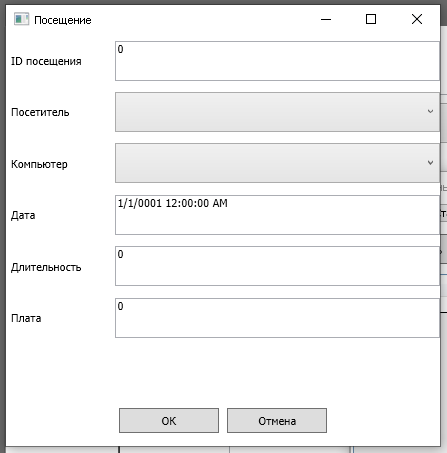 Посещение
ID посещения
0
Посетитель
Компьютер
Дата
1/1/0001 12:00:00 AM
Длительность
0
Плата
0
ОК
Отмена